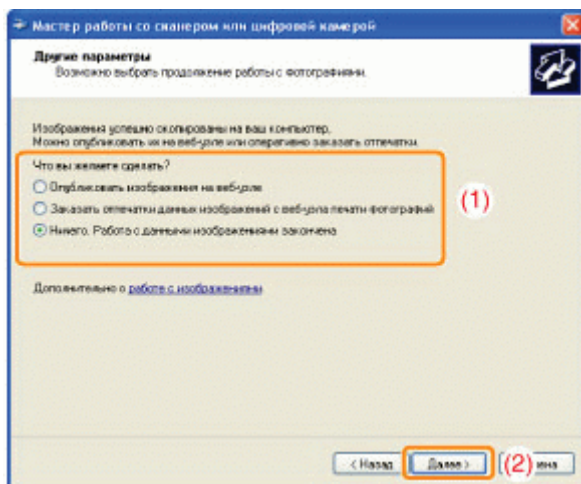 Мастер работы со сканером или цифровой камерой
Другие параметры
Возможно выбрать продолжение работы с фотографиями.
Изображения успешно скопированы на ваш компьютер.
Можно опубликовать их на веб-узле или оперативно заказать отпечатки.
Что вы желаете сделать?
Опубликовать изображения на веб-узле
Заказать отпечатки данных изображений с веб-узла печати фотографий
Ничего. Работа с данными изображениями закончена
(1)
Дополнительно о работе с изображениями
< Назад
Далее >
(2)
ена